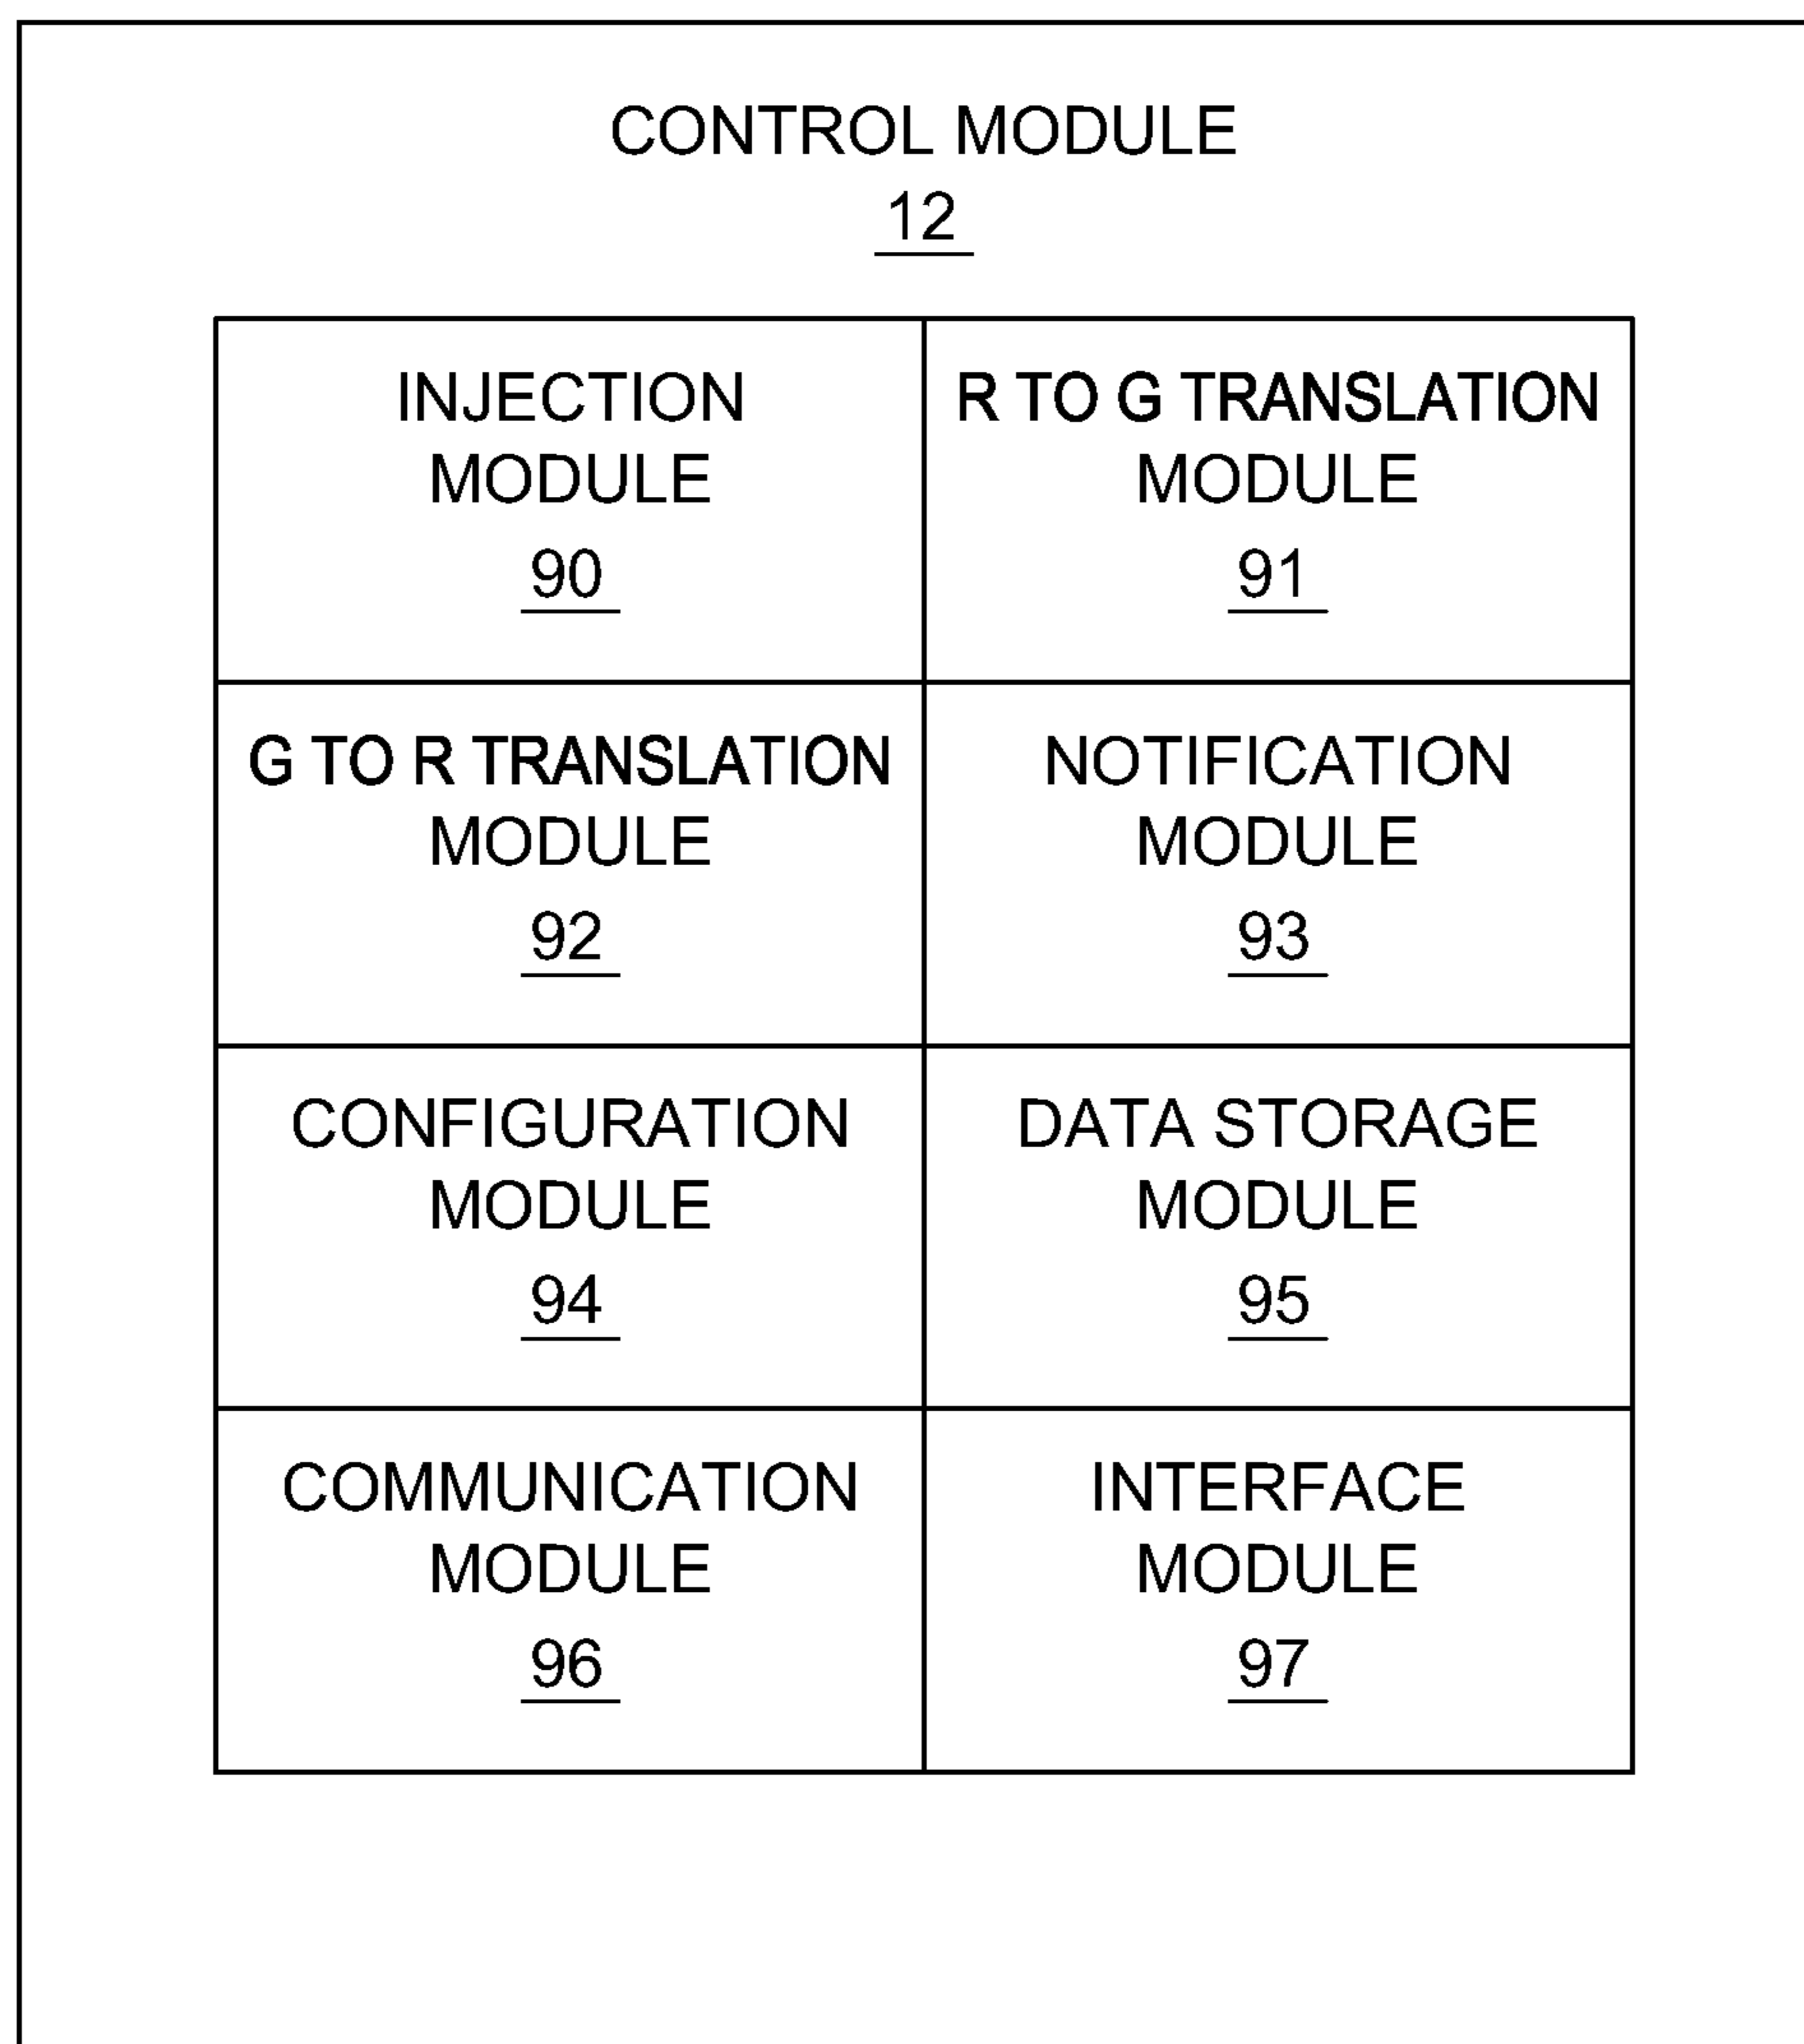 CONTROL MODULE
12
INJECTION
MODULE
90
R TO G TRANSLATION
MODULE
91
G TO R TRANSLATION
MODULE
92
NOTIFICATION
MODULE
93
CONFIGURATION
MODULE
94
DATA STORAGE
MODULE
95
COMMUNICATION
MODULE
96
INTERFACE
MODULE
97